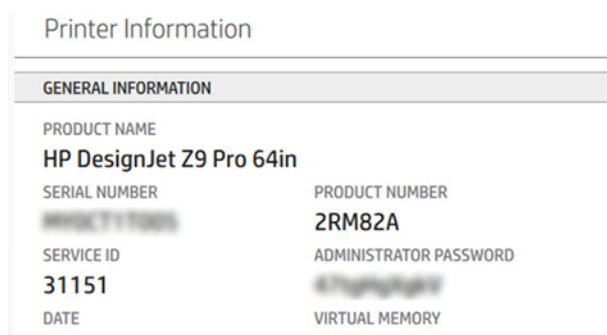 Printer Information
GENERAL INFORMATION
PRODUCT NAME
HP DesignJet Z9 Pro 64in
SERIAL NUMBER
PRODUCT NUMBER
2RM82A
SERVICE ID
ADMINISTRATOR PASSWORD
31151
DATE
VIRTUAL MEMORY